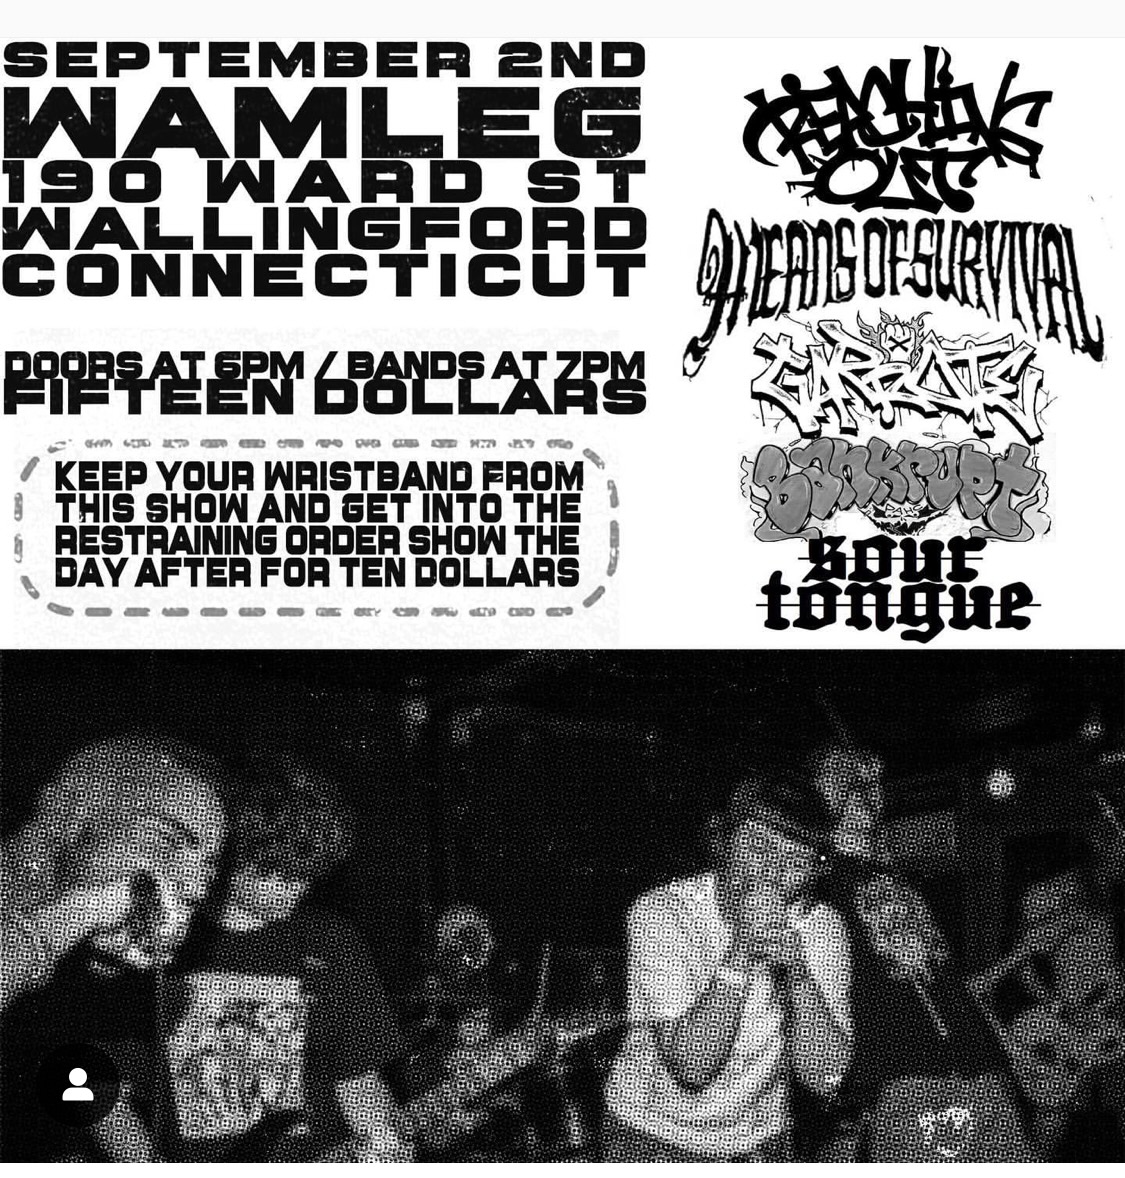 SEPTEMBER 2ND
WAMLEG
190 WARD ST
WALLINGFORD
CONNECTICUT
DOORS AT 6PM / BANDS AT 7PM
FIFTEEN DOLLARS
KEEP YOUR WRISTBAND FROM
THIS SHOW AND GET INTO THE
RESTRAINING ORDER SHOW THE
DAY AFTER FOR TEN DOLLARS
REACHING
OUT
MEANS OF SURVIVAL
BANKRUPT
sour
tongue